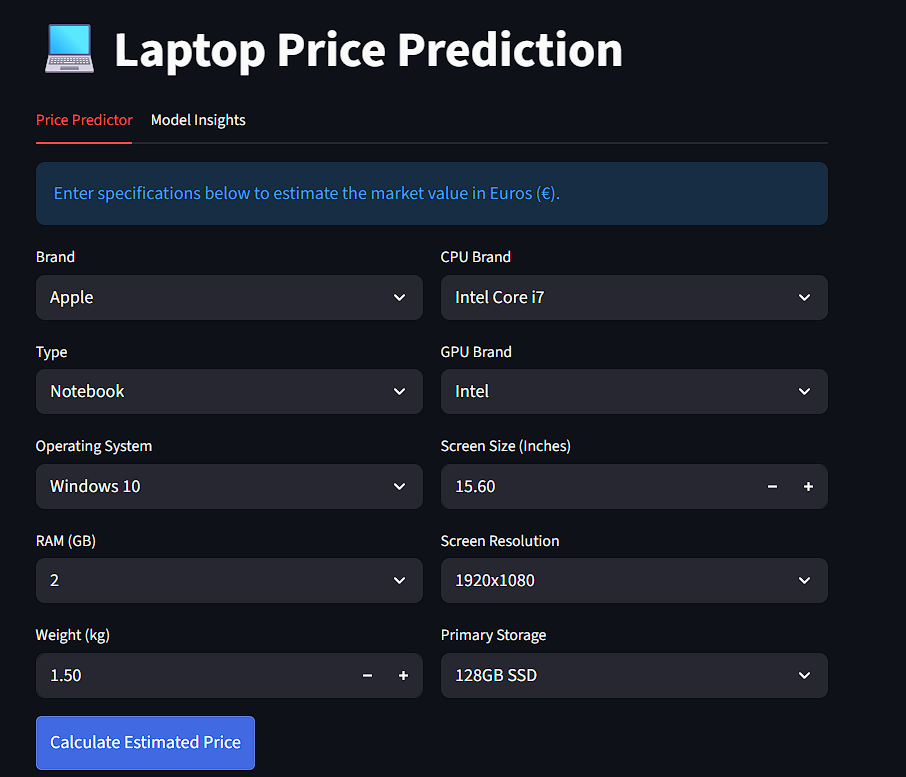 Laptop Price Prediction
Price Predictor
Model Insights
Enter specifications below to estimate the market value in Euros (€).
Brand
Apple
CPU Brand
Intel Core i7
Type
Notebook
GPU Brand
Intel
Operating System
Windows 10
Screen Size (Inches)
15.60
RAM (GB)
2
Screen Resolution
1920x1080
Weight (kg)
1.50
Primary Storage
128GB SSD
Calculate Estimated Price